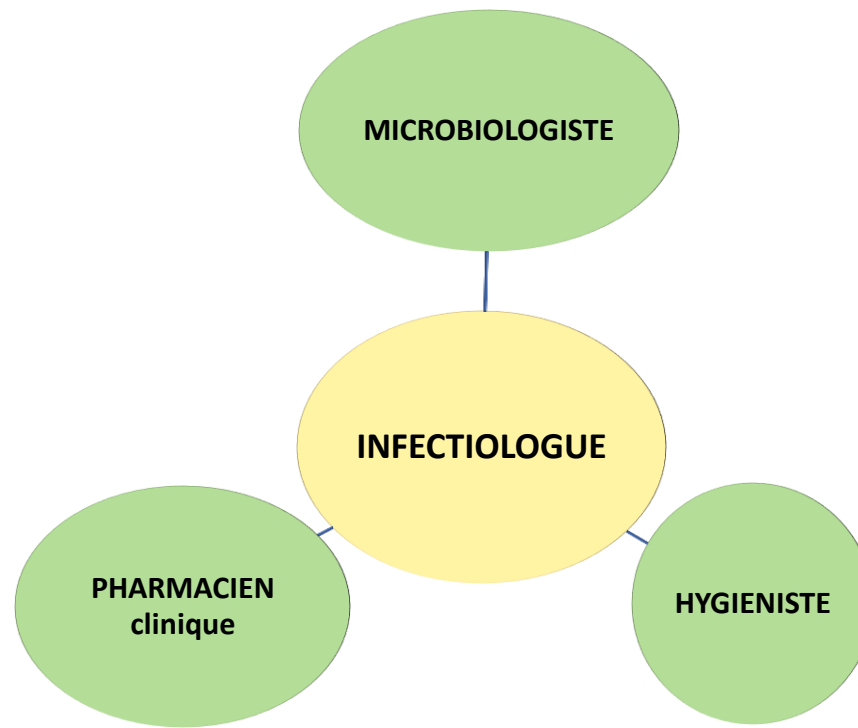 MICROBIOLOGISTE
INFECTIOLOGUE
PHARMACIEN
clinique
HYGIENISTE